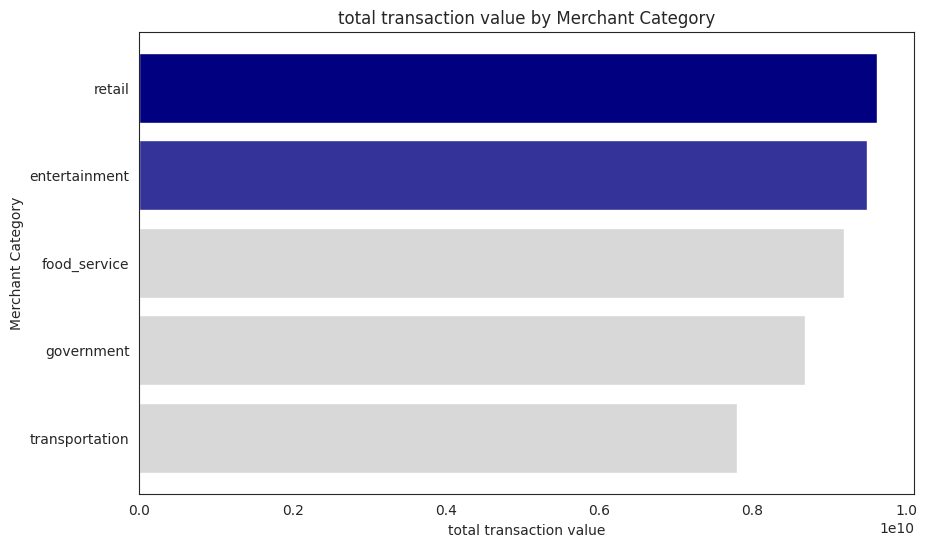 total transaction value by Merchant Category
Merchant Category
retail
entertainment
food_service
government
transportation
0.0 0.2 0.4 0.6 0.8 1.0
1e10
total transaction value